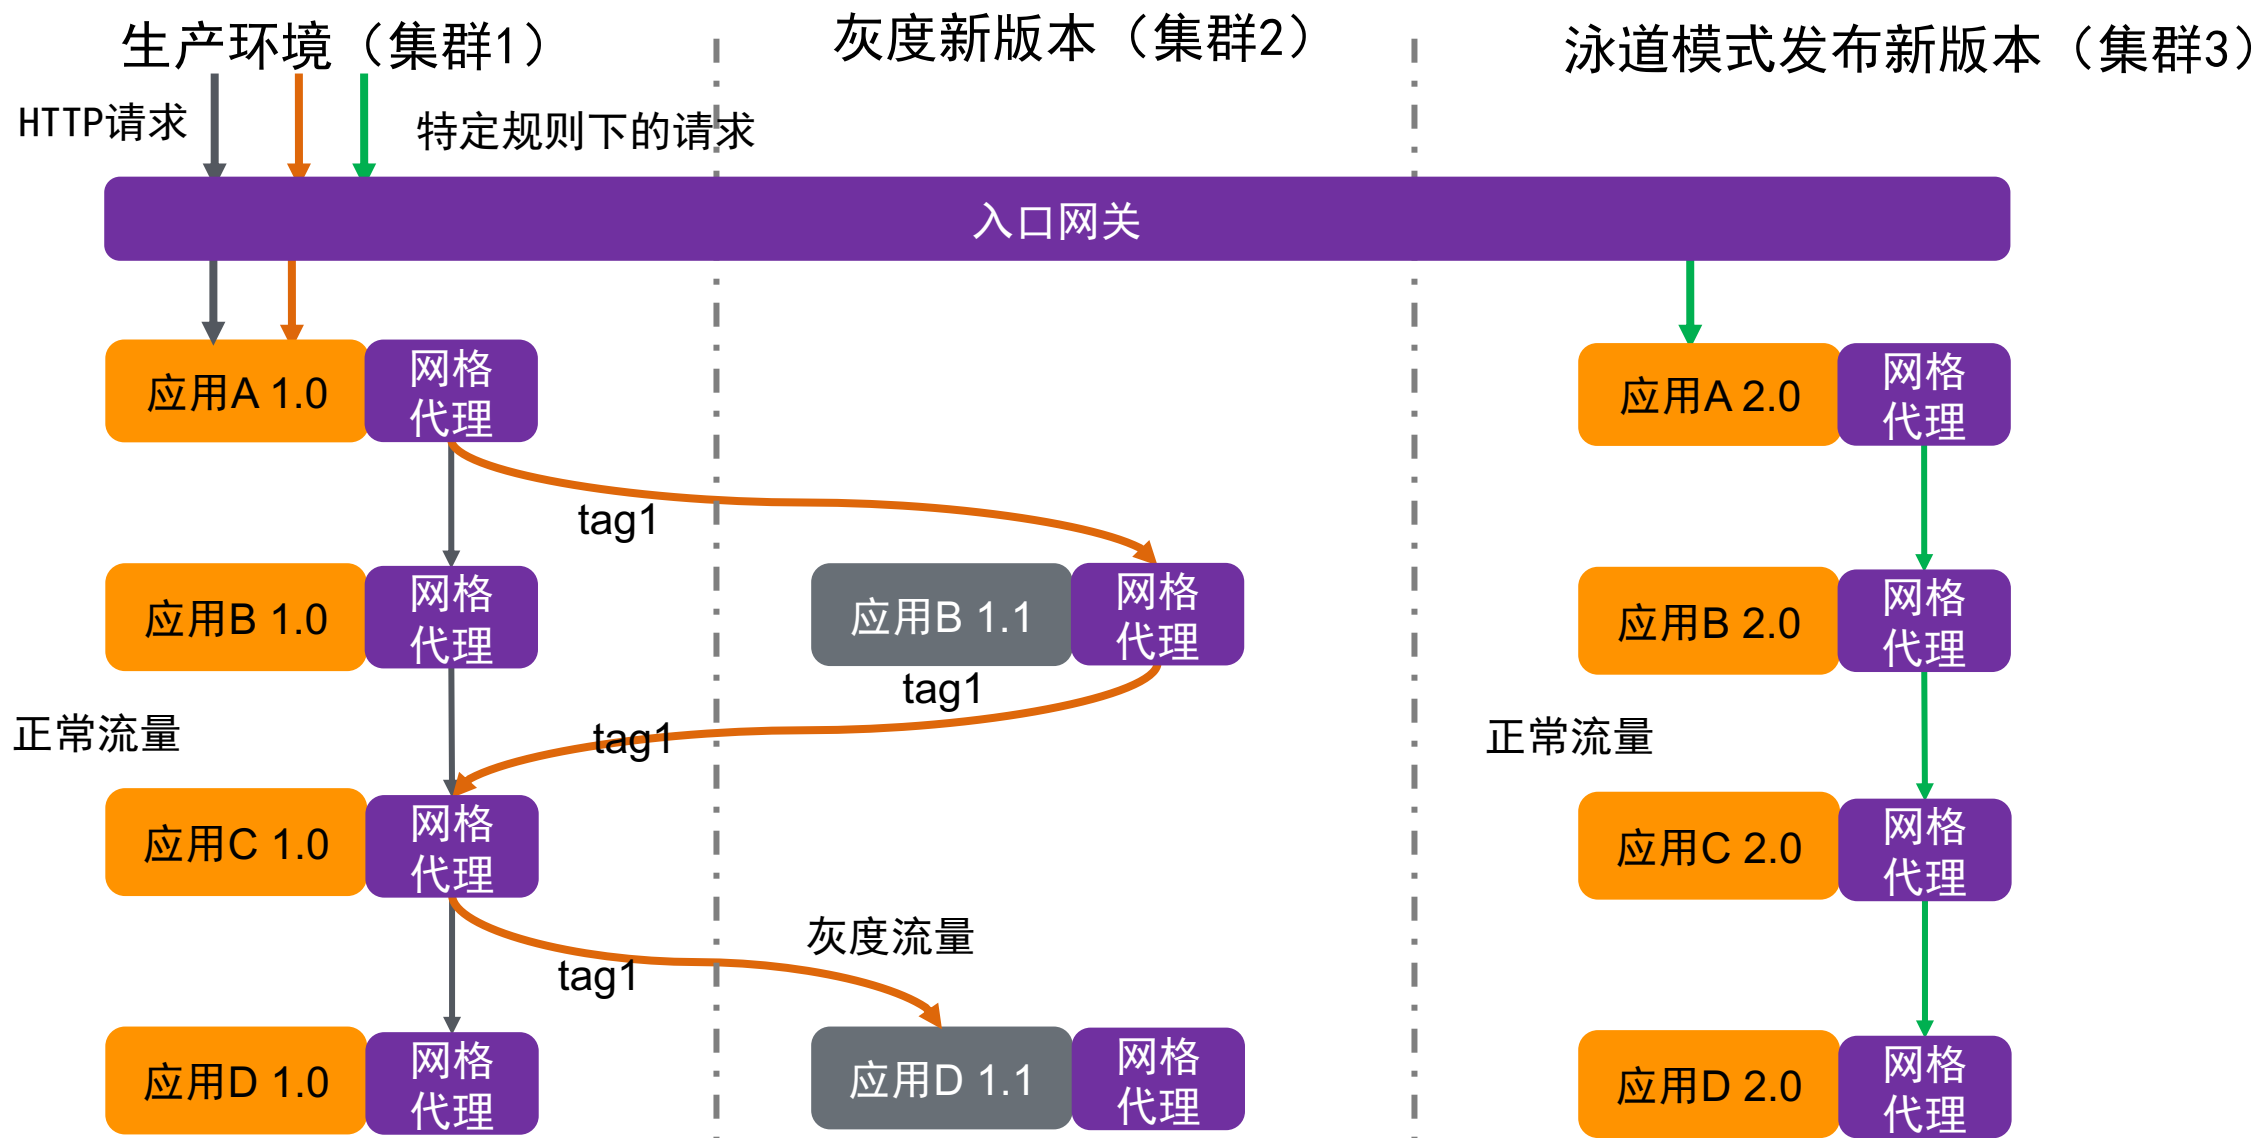 生产环境（集群1）
灰度新版本（集群2）
泳道模式发布新版本（集群3）
HTTP请求
特定规则下的请求
入口网关
应用A 1.0
网格
代理
应用A 2.0
网格
代理
tag1
应用B 1.0
网格
代理
应用B 1.1
网格
代理
应用B 2.0
网格
代理
tag1
tag1
正常流量
正常流量
应用C 1.0
网格
代理
应用C 2.0
网格
代理
灰度流量
tag1
应用D 1.0
网格
代理
应用D 1.1
网格
代理
应用D 2.0
网格
代理